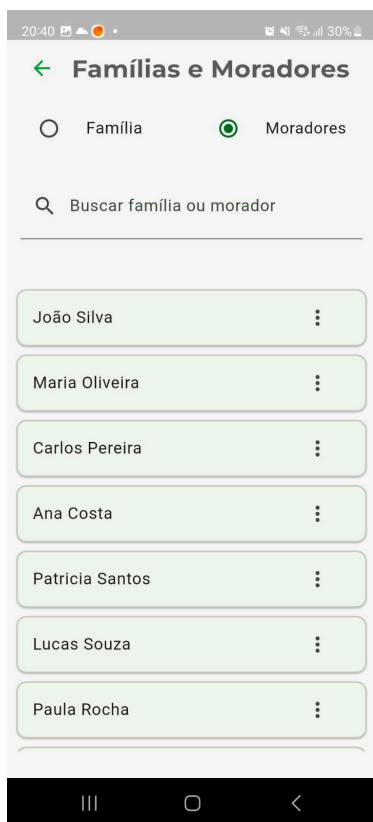 20:40 30%
Famílias e Moradores
Família Moradores
Buscar família ou morador
João Silva
Maria Oliveira
Carlos Pereira
Ana Costa
Patricia Santos
Lucas Souza
Paula Rocha